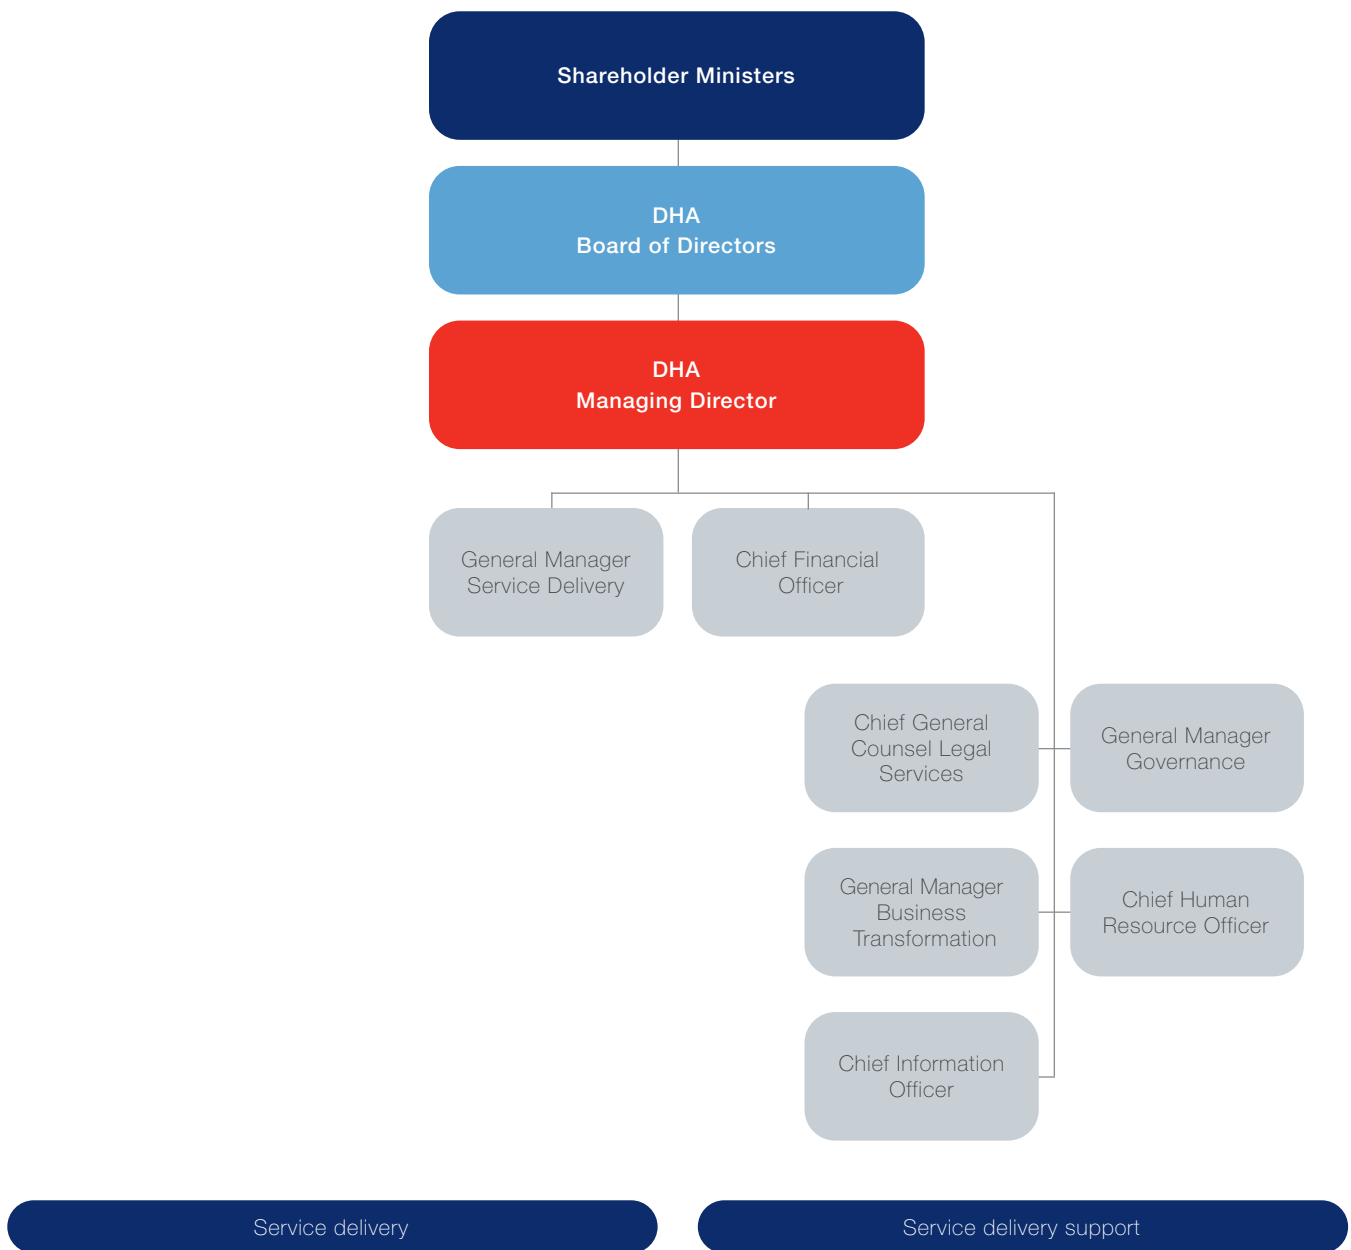 Shareholder Ministers
DHA
Board of Directors
DHA
Managing Director
General Manager
Service Delivery
Chief Financial
Officer
Chief General
Counsel Legal
Services
General Manager
Governance
General Manager
Business
Transformation
Chief Human
Resource Officer
Chief Information
Officer
Service delivery
Service delivery support